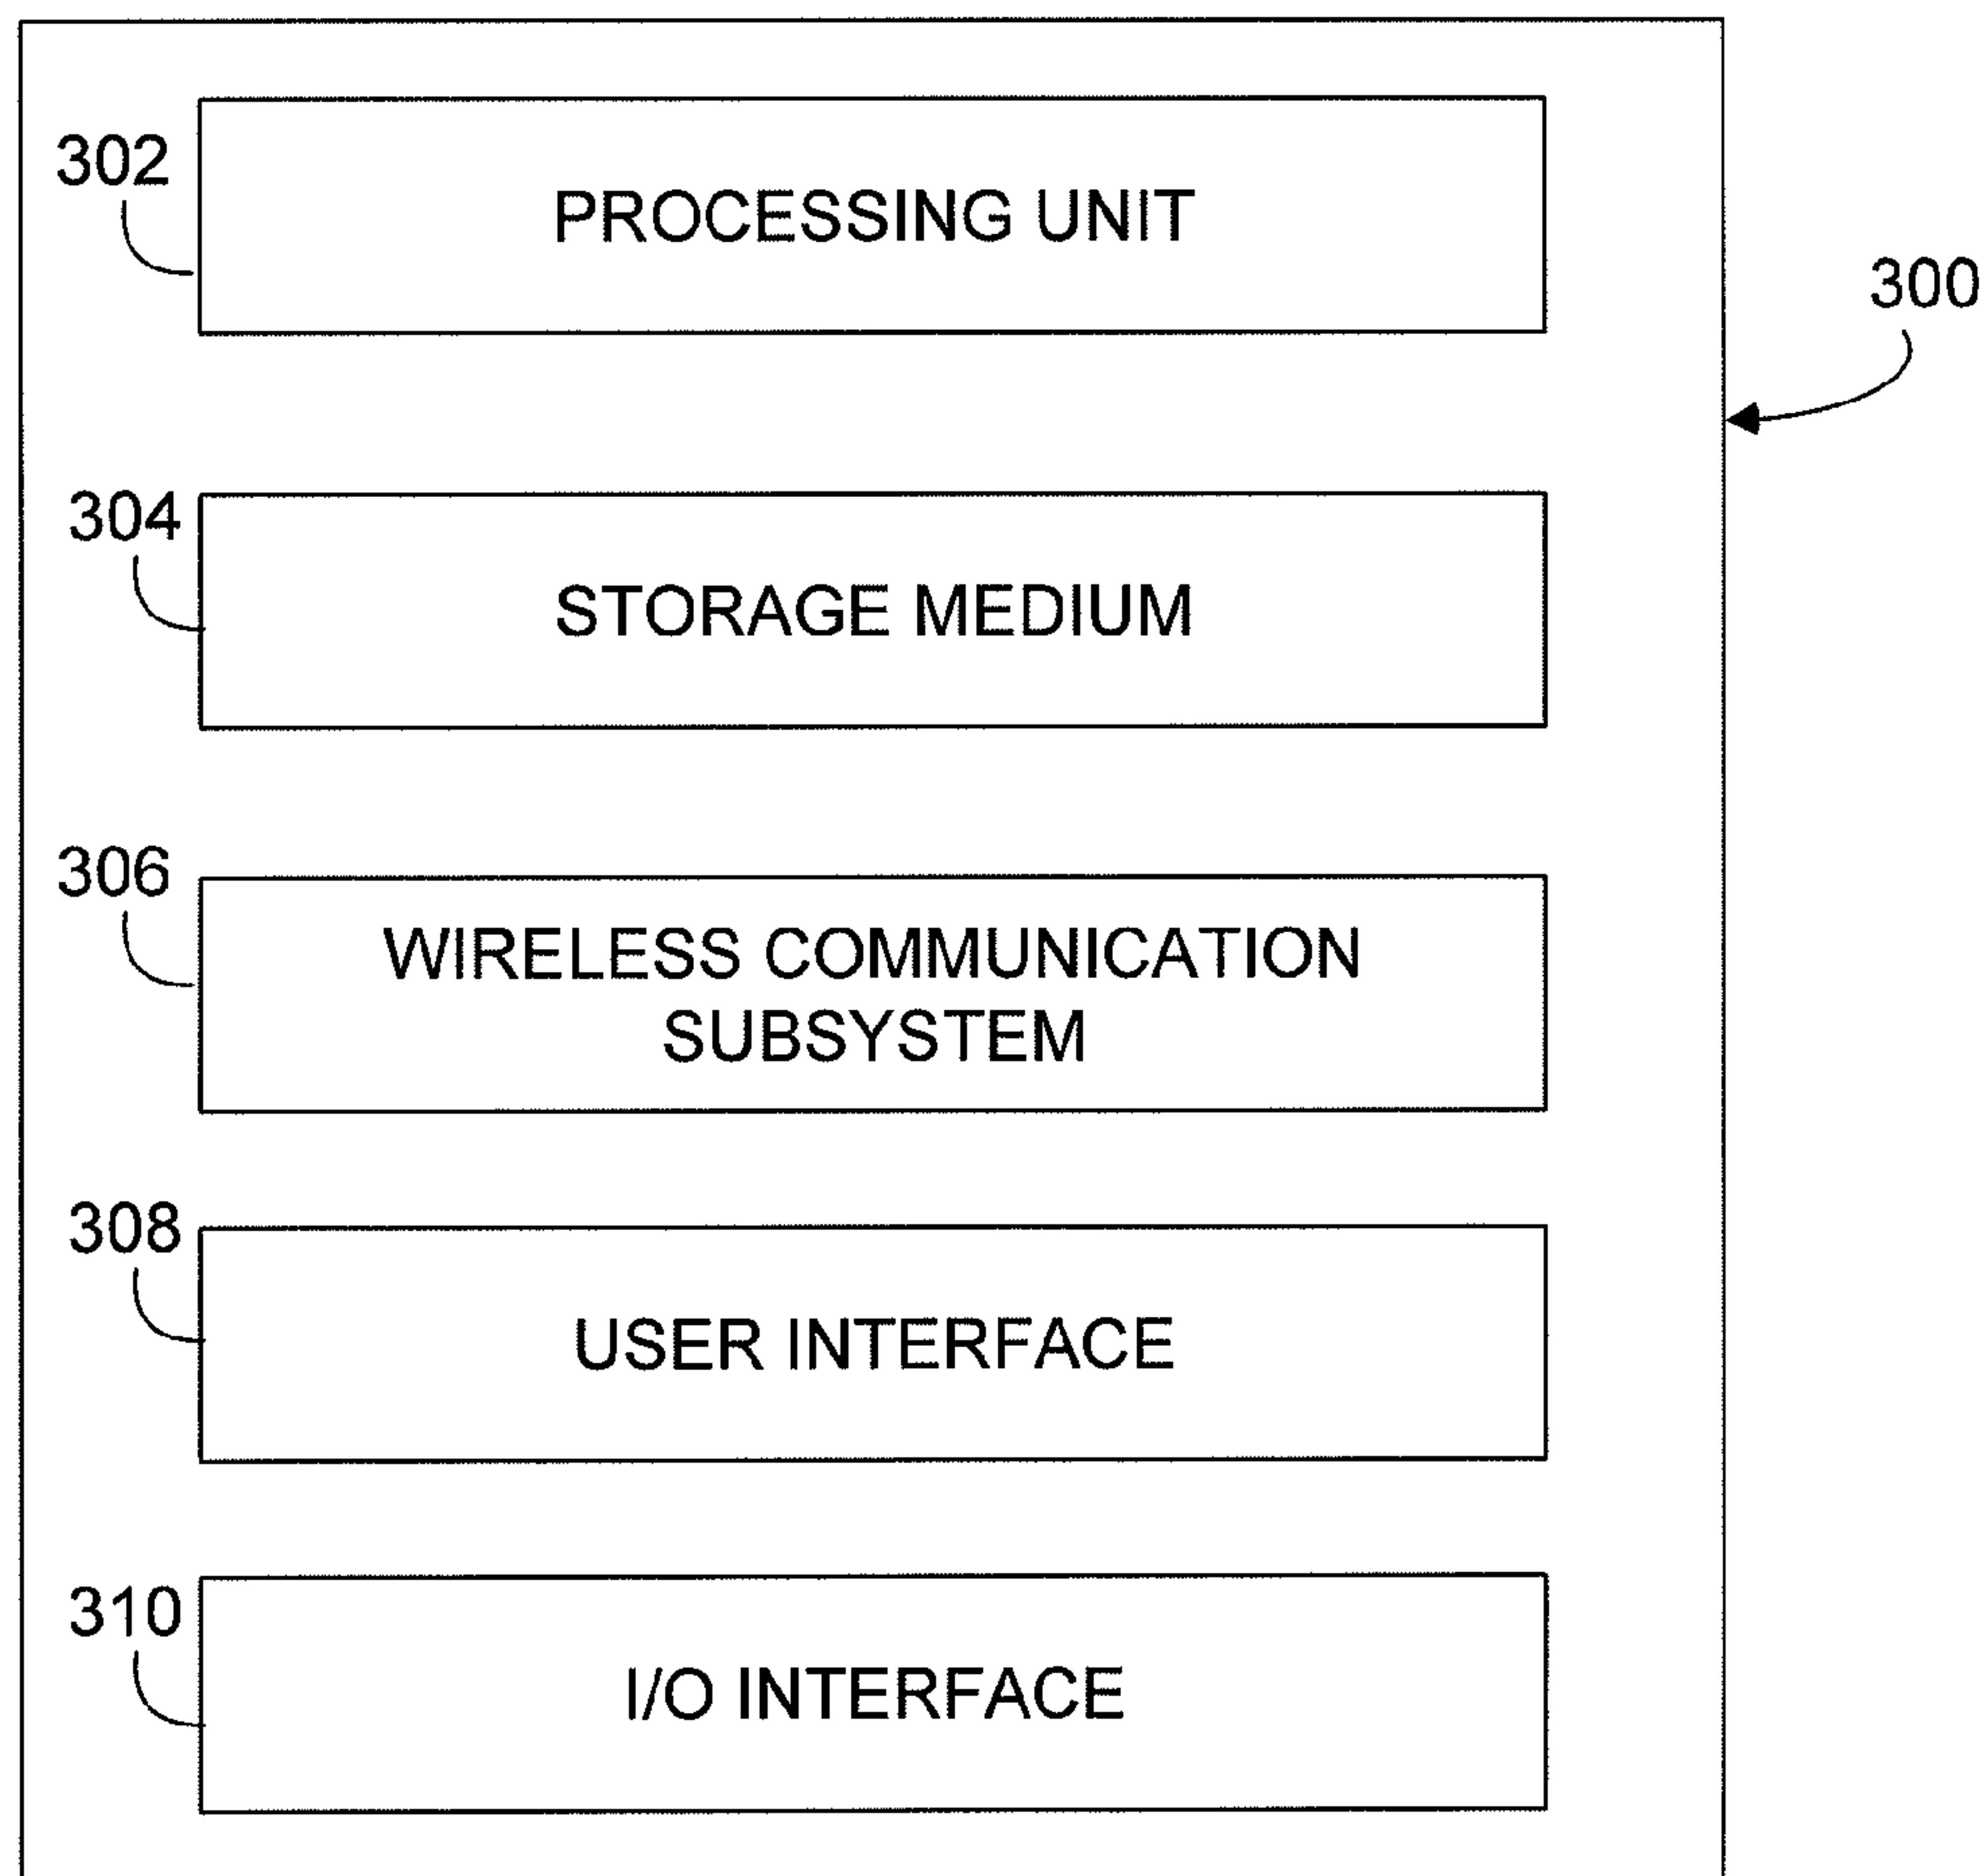 302
PROCESSING UNIT
300
304
STORAGE MEDIUM
306
WIRELESS COMMUNICATION
SUBSYSTEM
308
USER INTERFACE
310
I/O INTERFACE